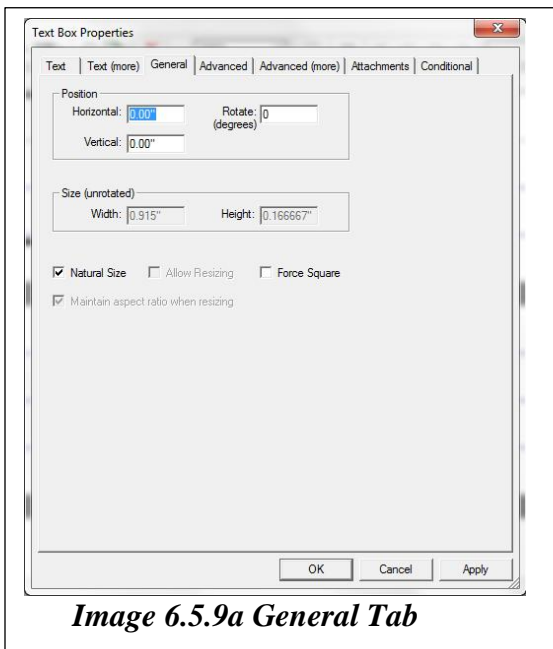 Text Box Properties
Text Text (more) General Advanced Advanced (more) Attachments Conditional
Position
Horizontal: 0.00" Rotate: 0
(degrees)
Vertical: 0.00"
Size (unrotated)
Width: 0.915" Height: 0.166667"
Natural Size Allow Resizing Force Square
Maintain aspect ratio when resizing
OK Cancel Apply
Image 6.5.9a General Tab